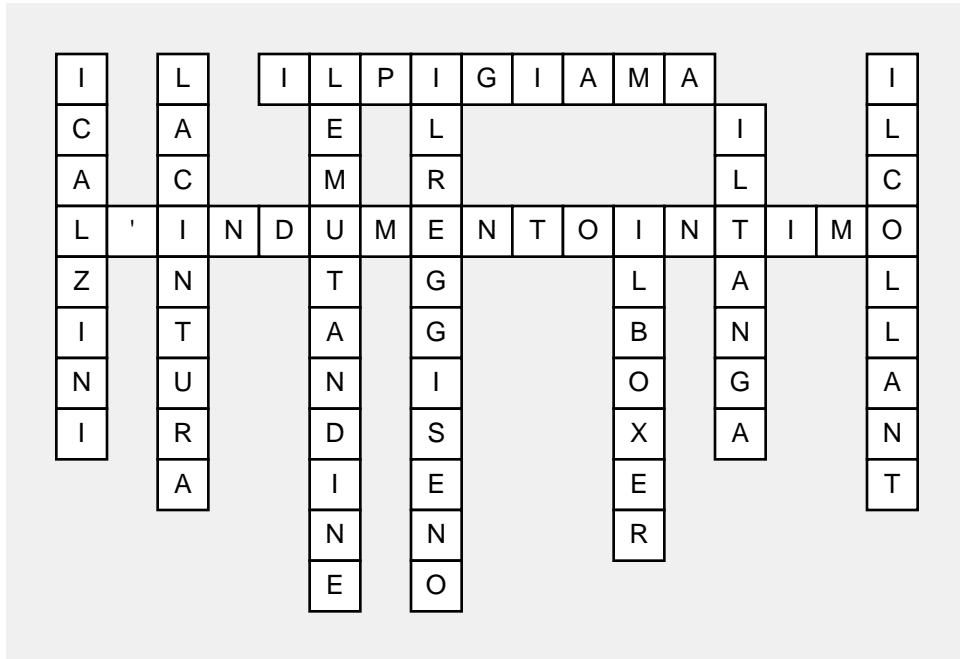 ICALZINI
LACINTURA
ILPIGIAMA
LEMUTANDINE
ILREGGISENO
ILCOLLANT
ILTANGA
L'INDUMENTOINTIMO
ILBOXER